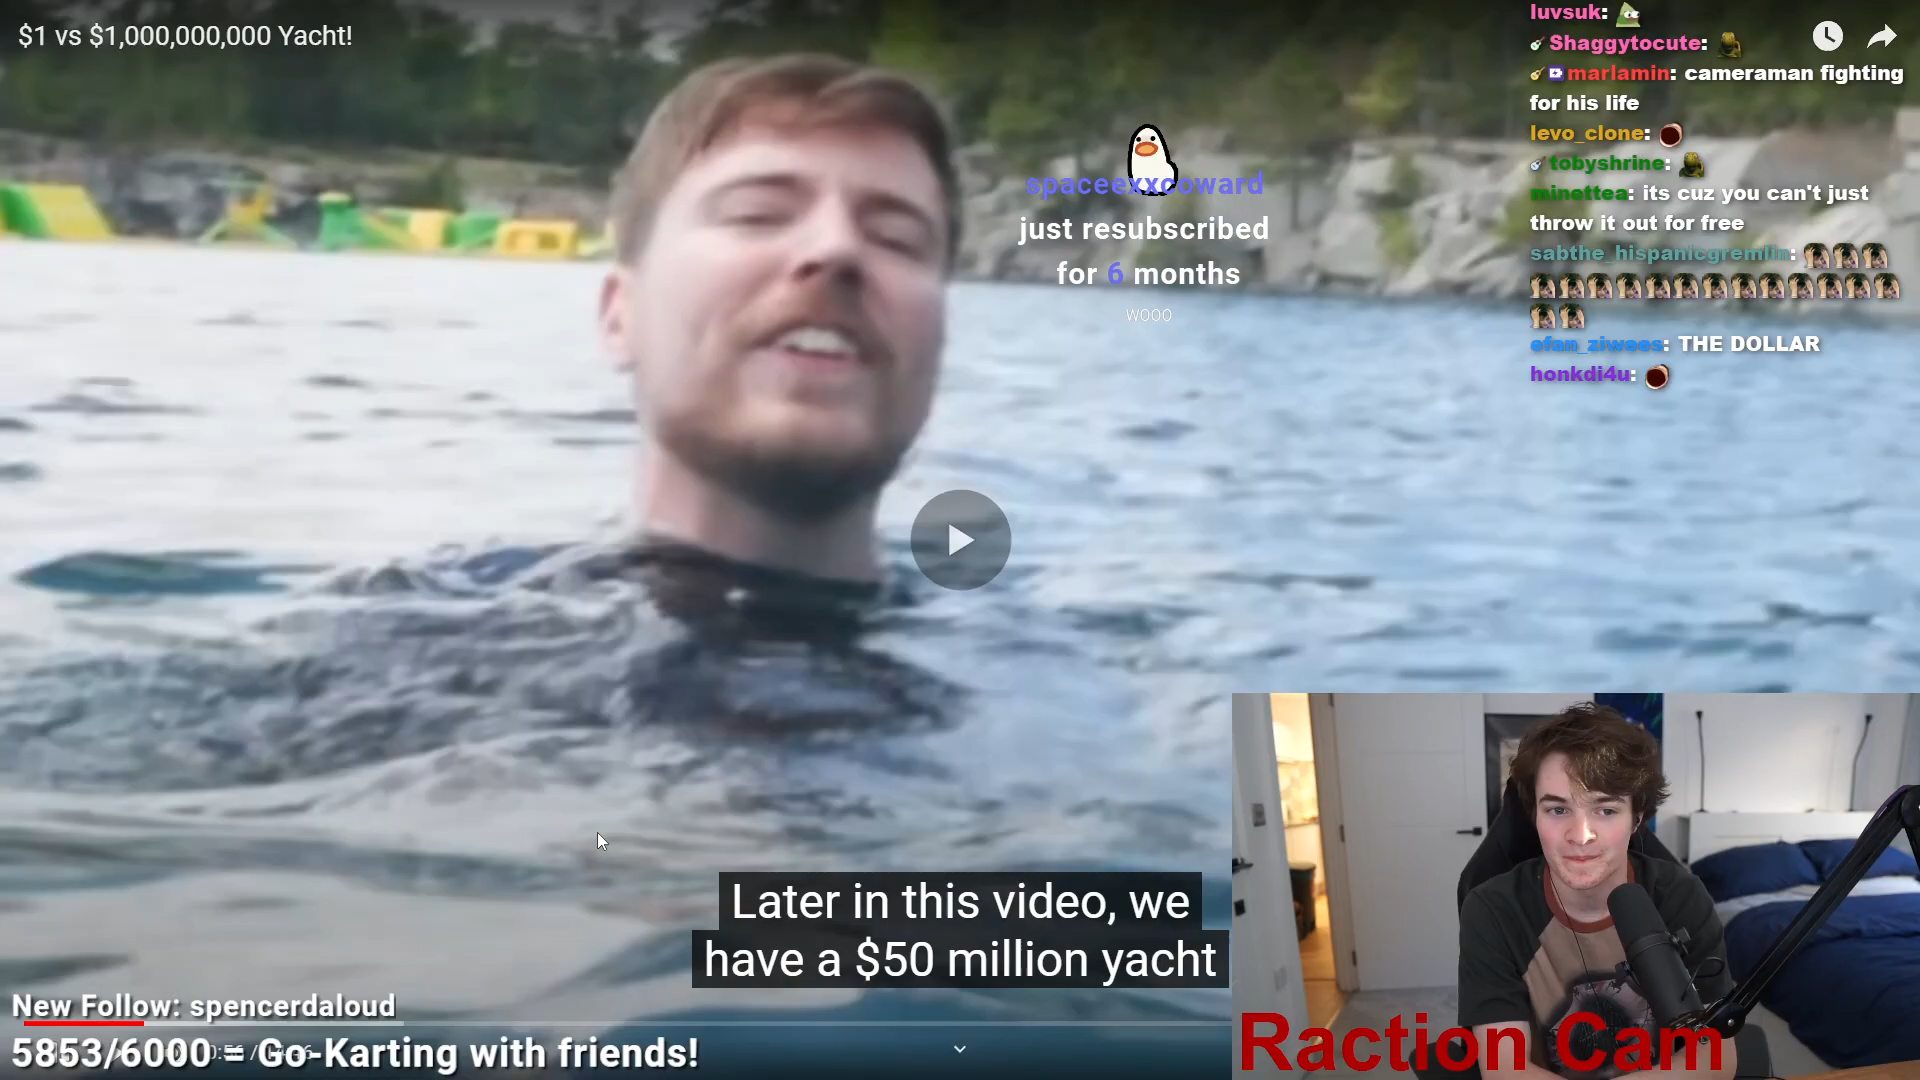 $1 vs $1,000,000,000 Yacht!
luvsuk:
Shaggytocute:
marlamin: cameraman fighting
for his life
levo_clone:
tobyshrine:
minettea: its cuz you can't just
throw it out for free
sabthe_hispanicgremlin:
efan_ziwees: THE DOLLAR
honkdi4u:
spaceexxcoward
just resubscribed
for 6 months
wooo
Later in this video, we
have a $50 million yacht
New Follow: spencerdaloud
5853/6000 = Go-Karting with friends!
Raction Cam